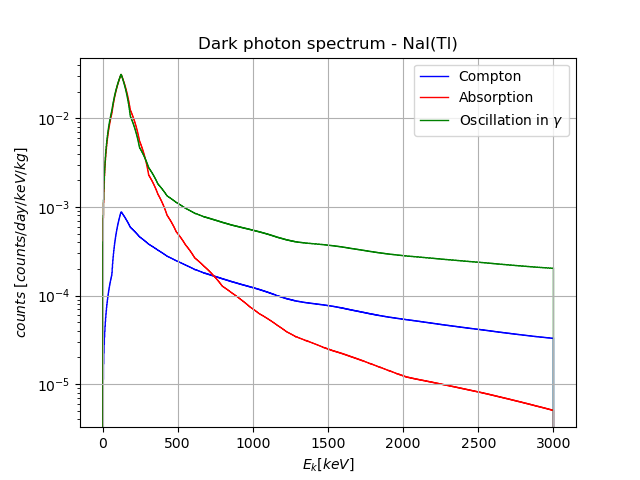 Dark photon spectrum - NaI(Tl)
Compton
Absorption
Oscillation in γ
counts [counts/day/keV/kg]
10⁻²
10⁻³
10⁻⁴
10⁻⁵
0 500 1000 1500 2000 2500 3000
E_k[keV]